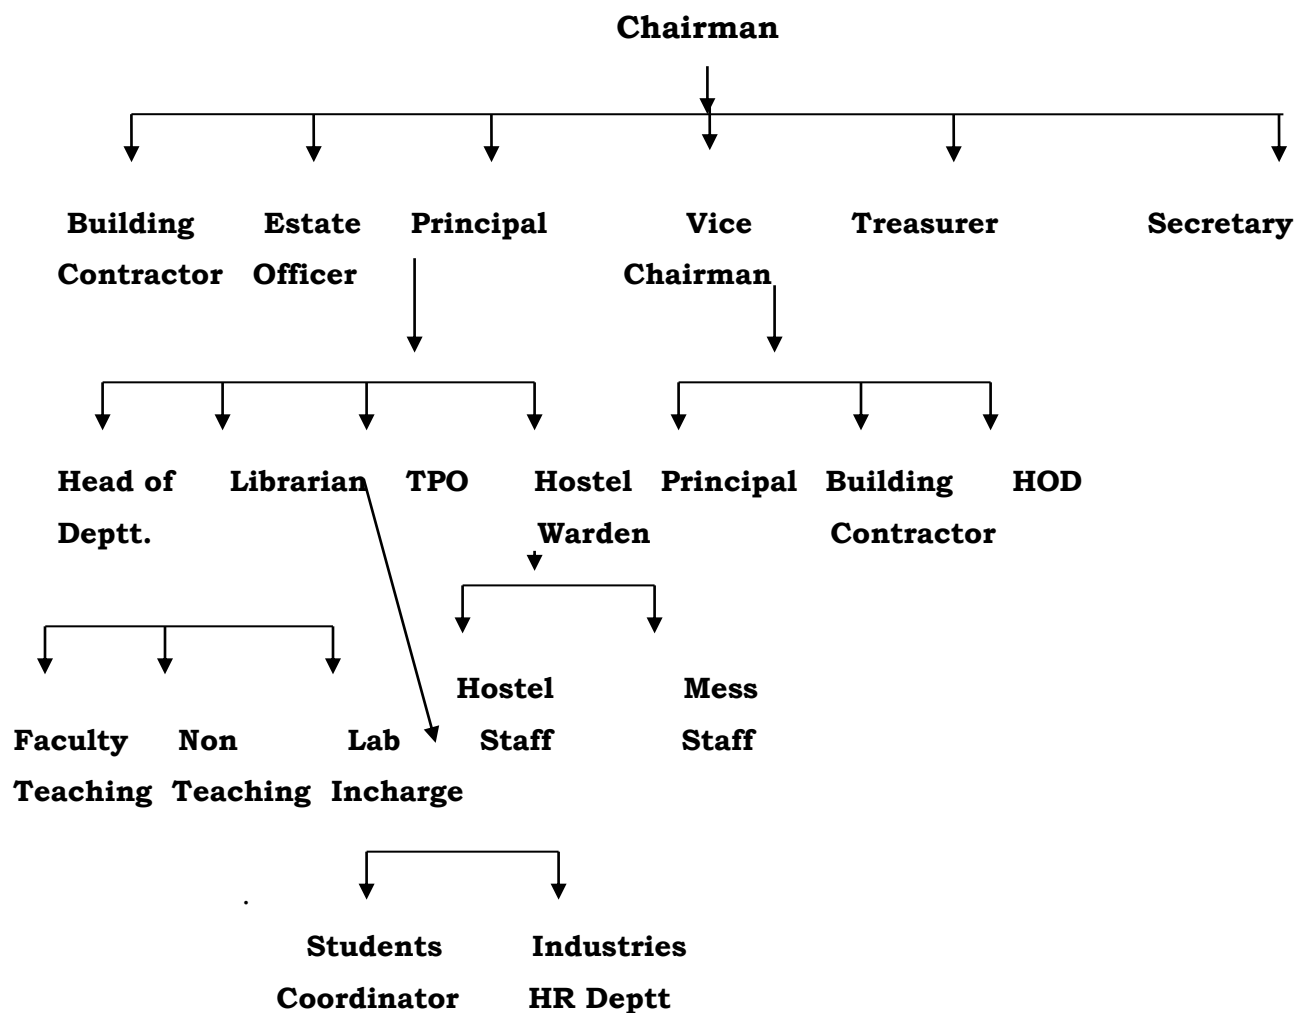 Chairman
Building Estate Principal Vice Treasurer Secretary
Contractor Officer Chairman
Head of Librarian TPO Hostel Principal Building HOD
Deptt. Warden Contractor
Hostel Mess
Faculty Non Lab Staff Staff
Teaching Teaching Incharge
.
Students Industries
Coordinator HR Deptt